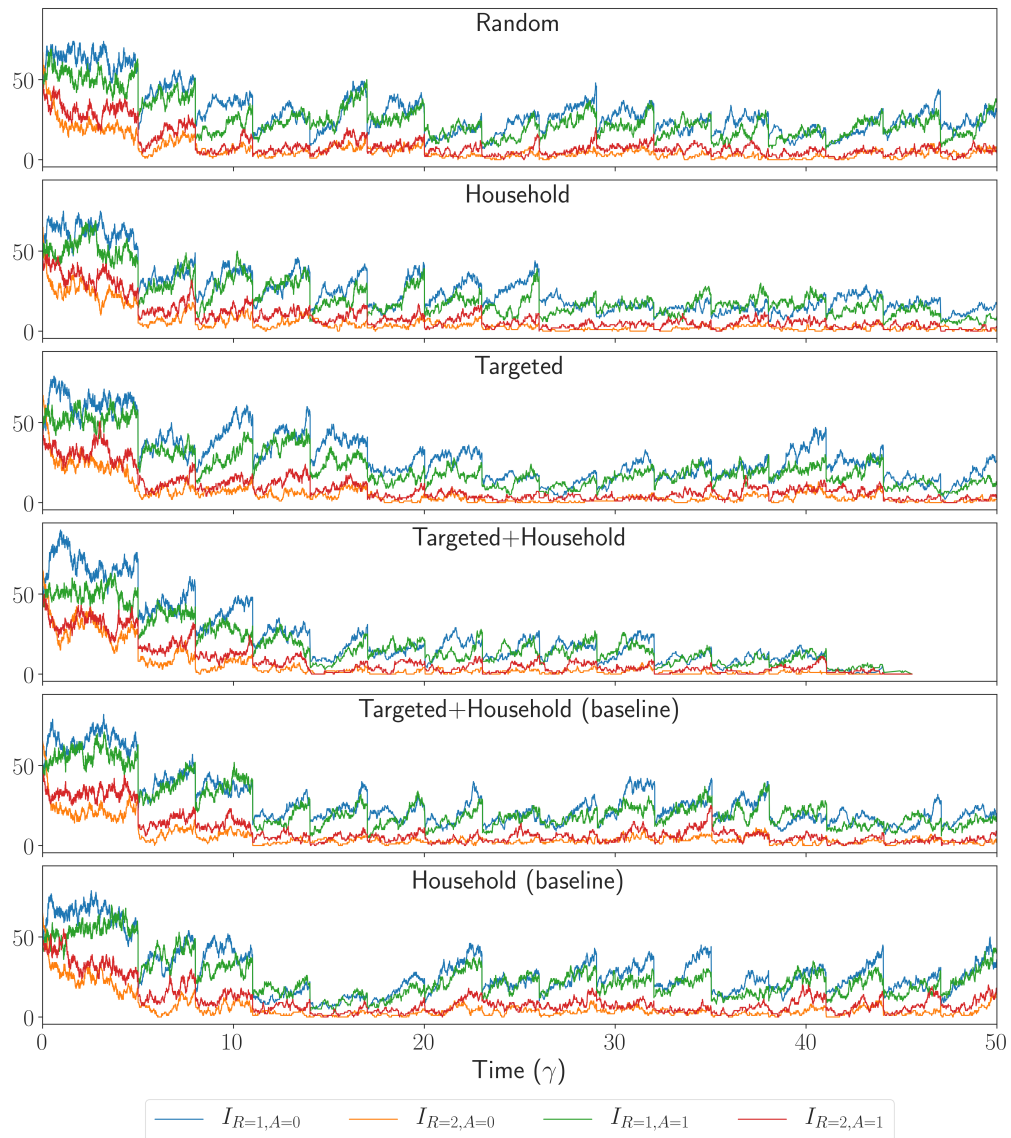 Random
50
0
Household
50
0
Targeted
50
0
Targeted+Household
50
0
Targeted+Household (baseline)
50
0
Household (baseline)
50
0
0 10 20 30 40 50
Time (γ)
I_{R=1,A=0} I_{R=2,A=0} I_{R=1,A=1} I_{R=2,A=1}